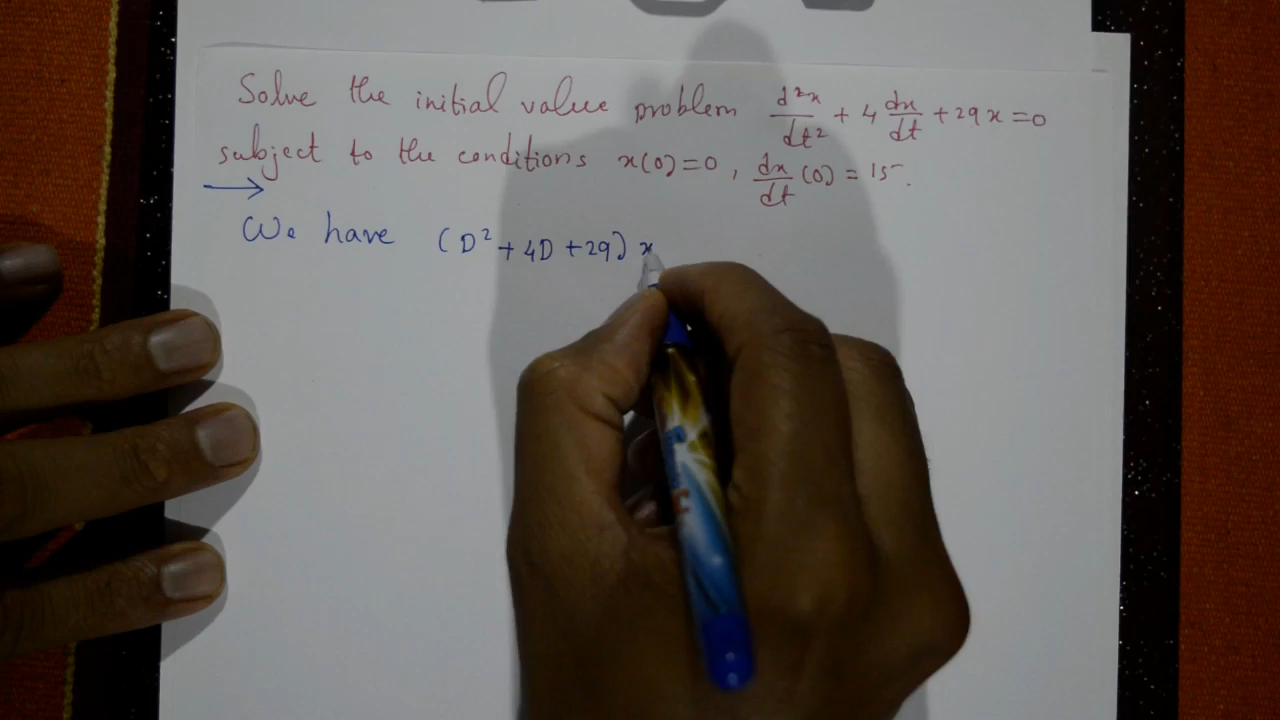 Solve the initial value problem d²x/dt² + 4 dx/dt + 29x = 0
subject to the conditions x(0) = 0, dx/dt (0) = 15.
We have (D² + 4D + 29) x